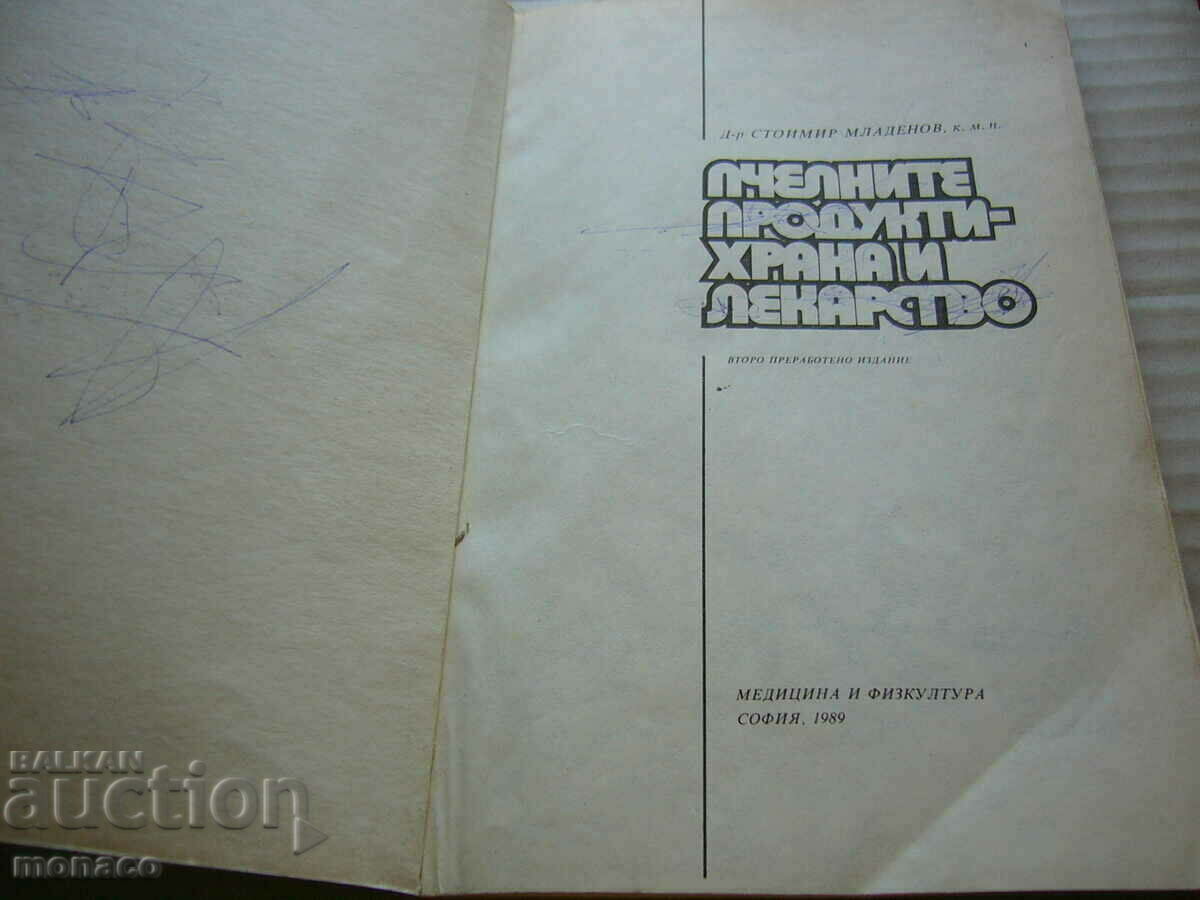 Д-р СТОИМИР МЛАДЕНОВ, к. м. н.
ПЧЕЛНИТЕ
ПРОДУКТИ-
ХРАНА И
ЛЕКАРСТВО
ВТОРО ПРЕРАБОТЕНО ИЗДАНИЕ
МЕДИЦИНА И ФИЗКУЛТУРА
СОФИЯ, 1989
BALKAN
auction
monaco